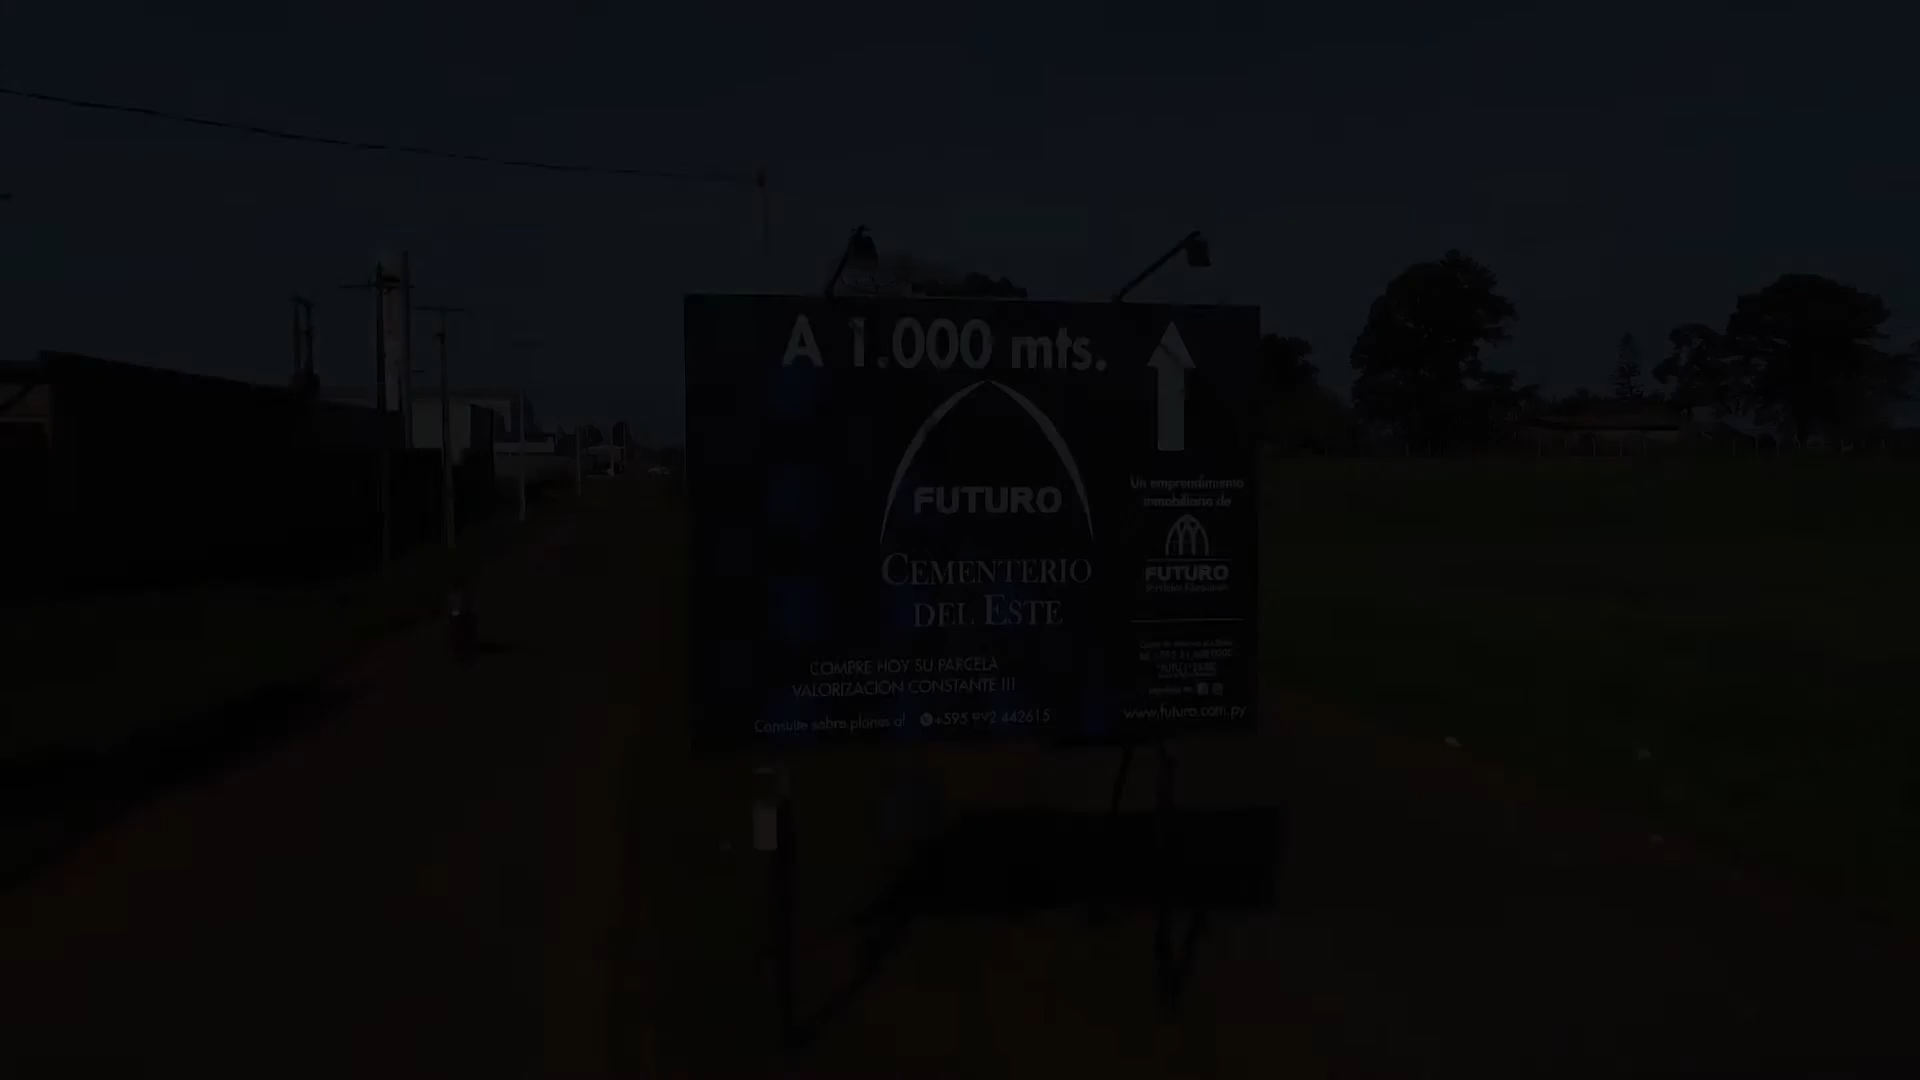 A 1.000 mts.
FUTURO
CEMENTERIO
DEL ESTE
COMPRE HOY SU PARCELA
VALORIZACION CONSTANTE !!!
Consulte sobre planes al +595 992 442615
Un emprendimiento
inmobiliario de
FUTURO
www.futuro.com.py